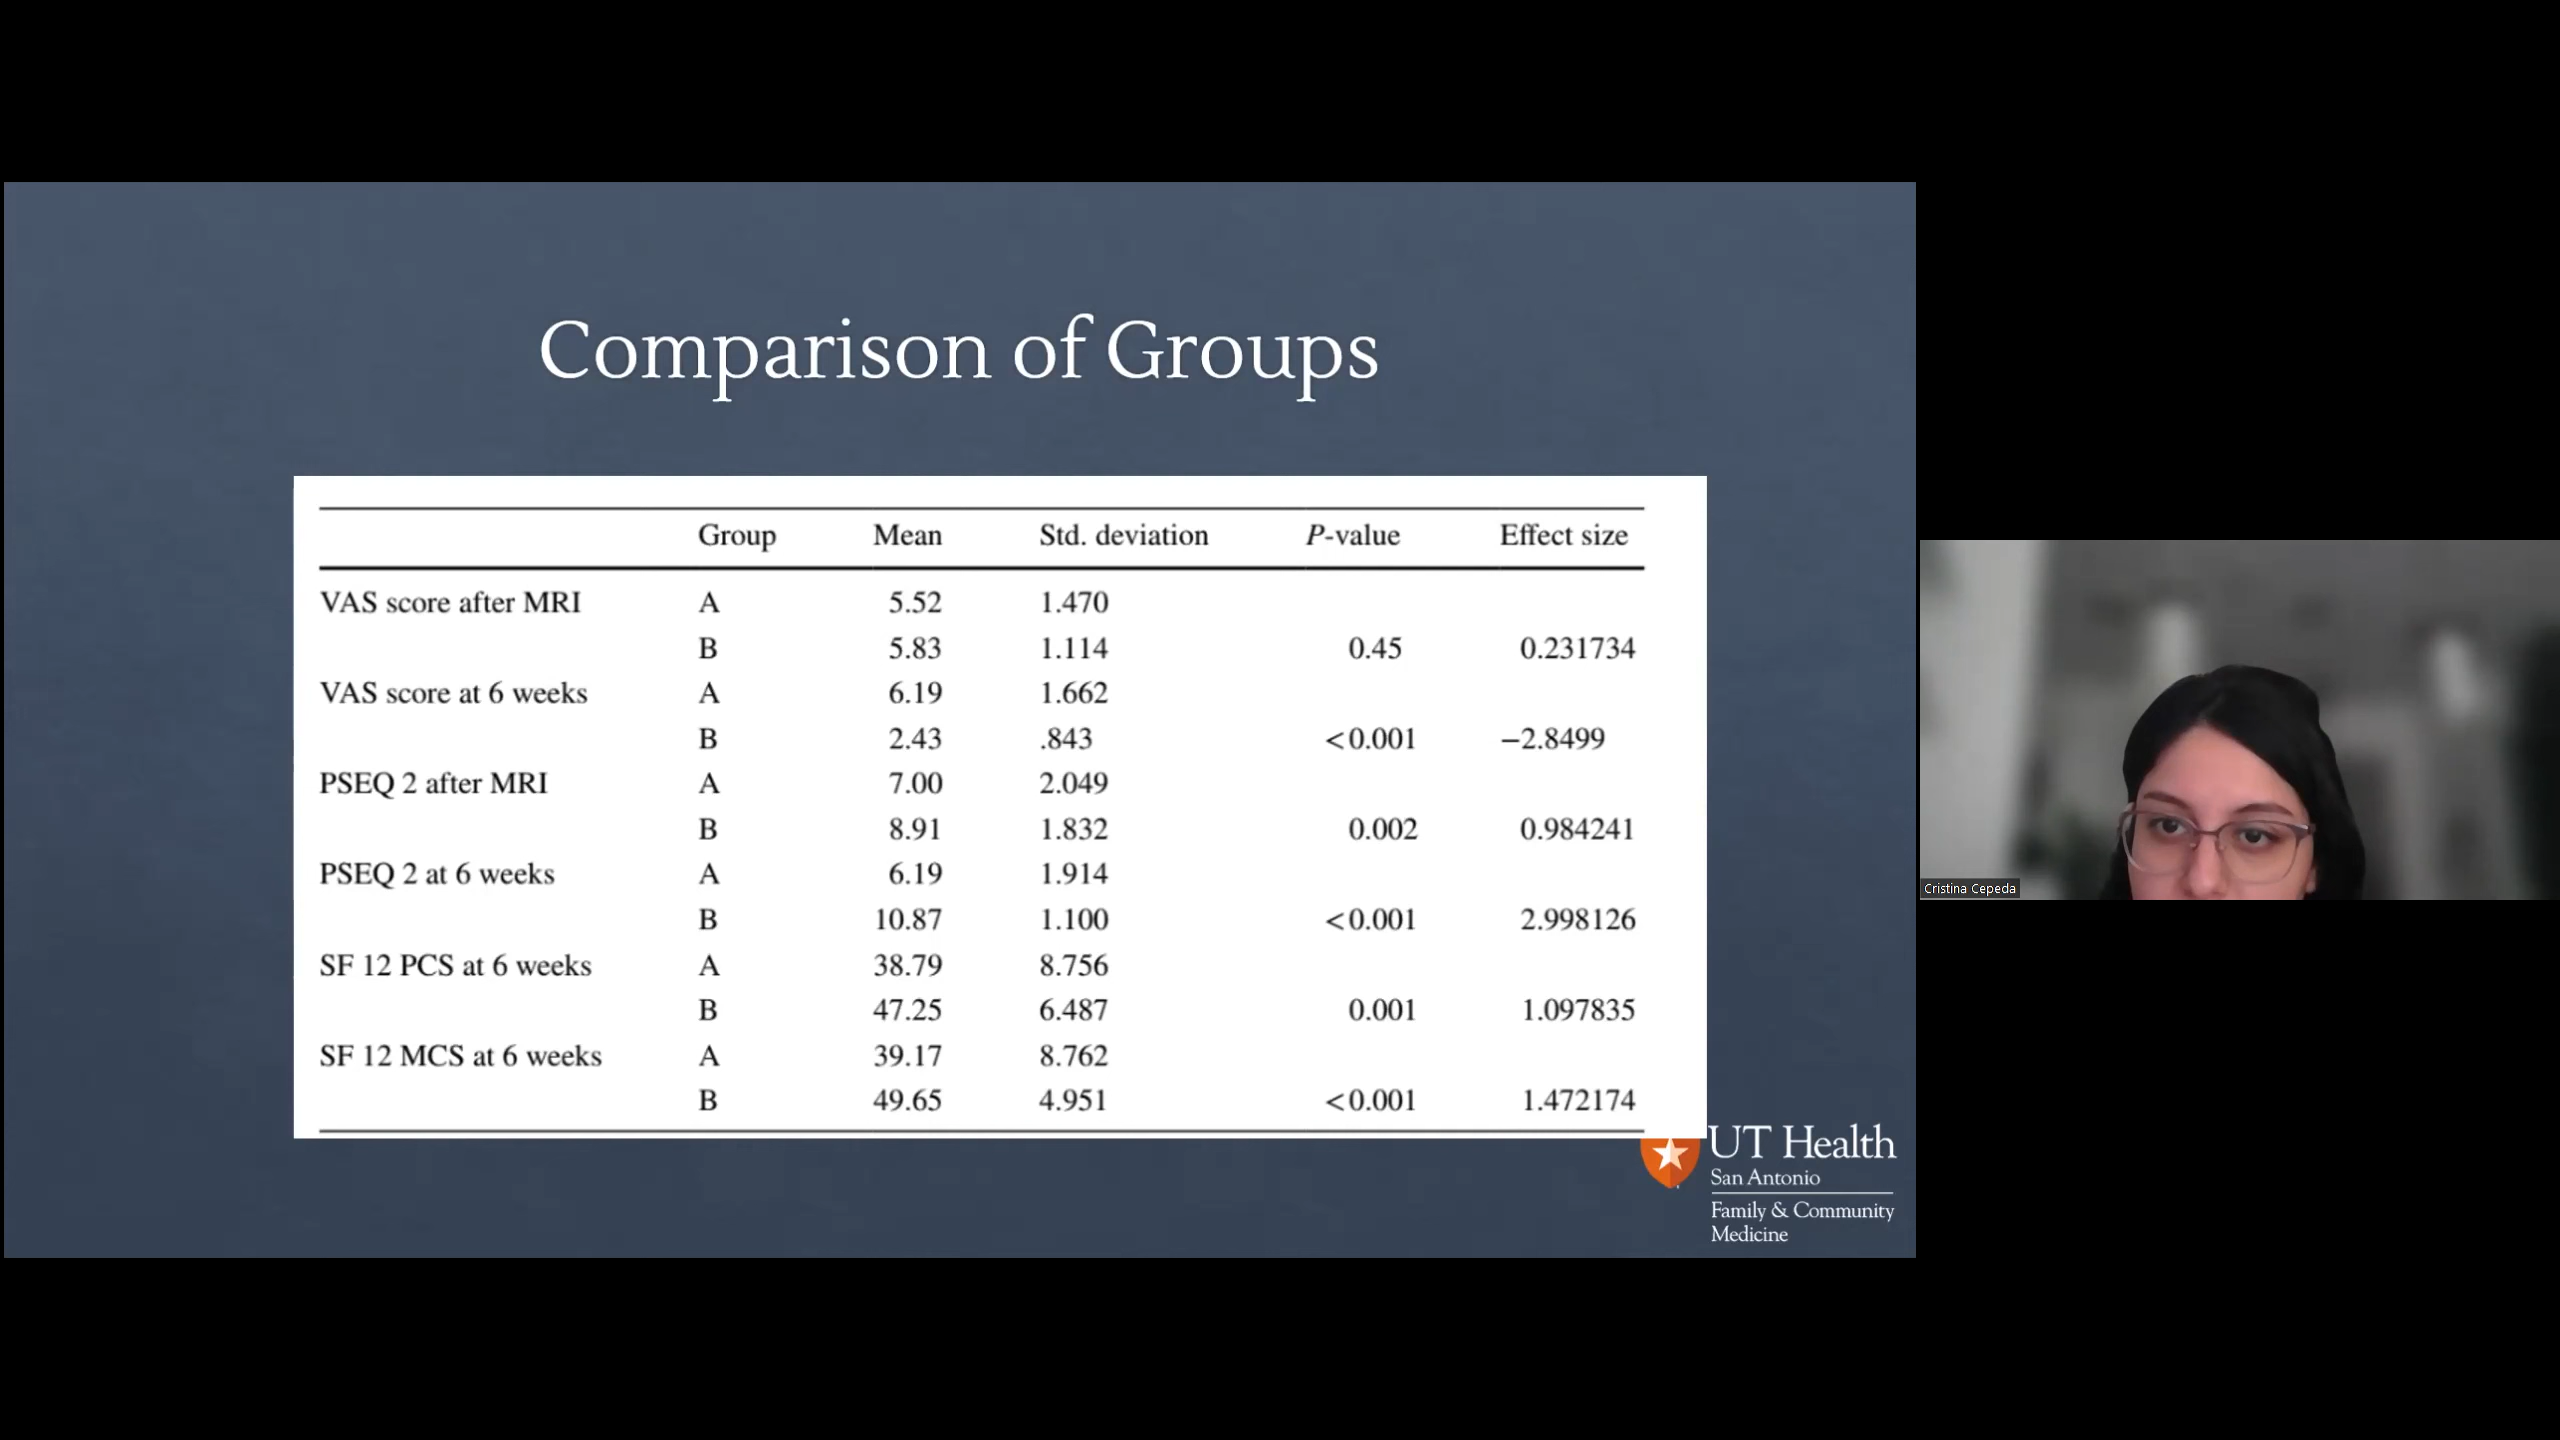 Comparison of Groups
Group Mean Std. deviation P-value Effect size
VAS score after MRI A 5.52 1.470
B 5.83 1.114 0.45 0.231734
VAS score at 6 weeks A 6.19 1.662
B 2.43 .843 <0.001 −2.8499
PSEQ 2 after MRI A 7.00 2.049
B 8.91 1.832 0.002 0.984241
PSEQ 2 at 6 weeks A 6.19 1.914
B 10.87 1.100 <0.001 2.998126
SF 12 PCS at 6 weeks A 38.79 8.756
B 47.25 6.487 0.001 1.097835
SF 12 MCS at 6 weeks A 39.17 8.762
B 49.65 4.951 <0.001 1.472174
UT Health
San Antonio
Family & Community
Medicine
Cristina Cepeda